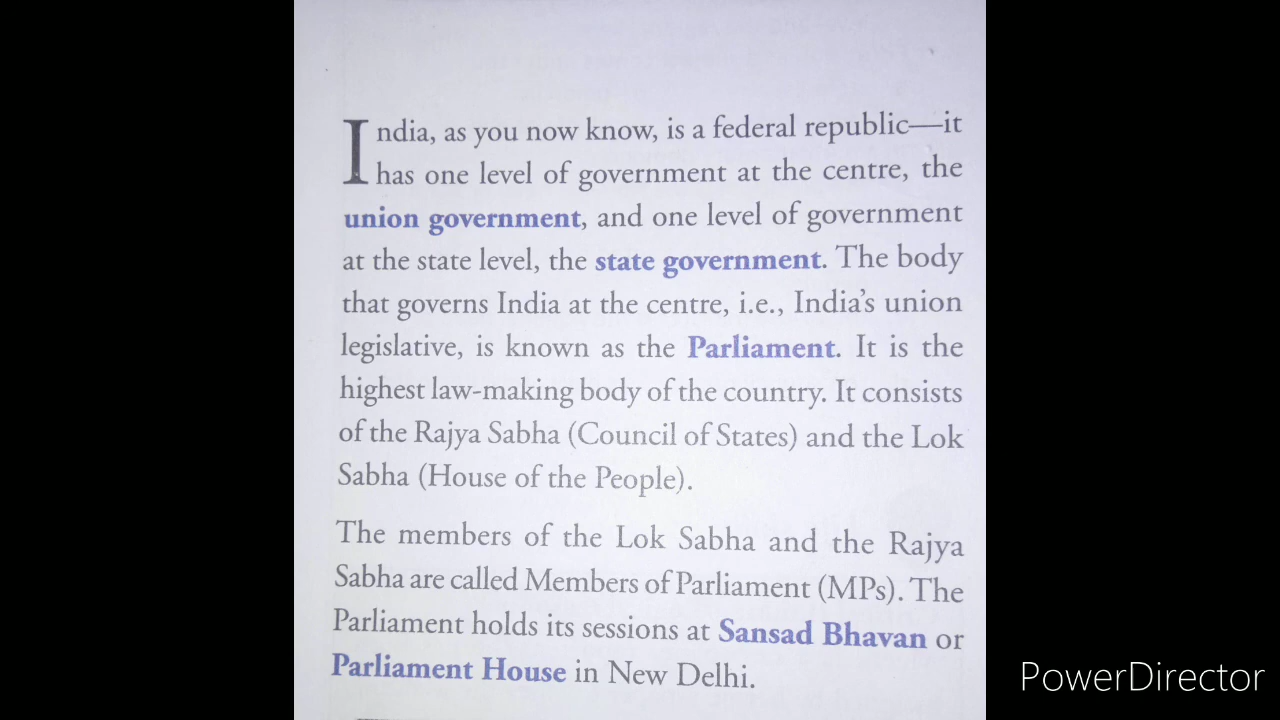 India, as you now know, is a federal republic—it
has one level of government at the centre, the
union government, and one level of government
at the state level, the state government. The body
that governs India at the centre, i.e., India's union
legislative, is known as the Parliament. It is the
highest law-making body of the country. It consists
of the Rajya Sabha (Council of States) and the Lok
Sabha (House of the People).
The members of the Lok Sabha and the Rajya
Sabha are called Members of Parliament (MPs). The
Parliament holds its sessions at Sansad Bhavan or
Parliament House in New Delhi.
PowerDirector